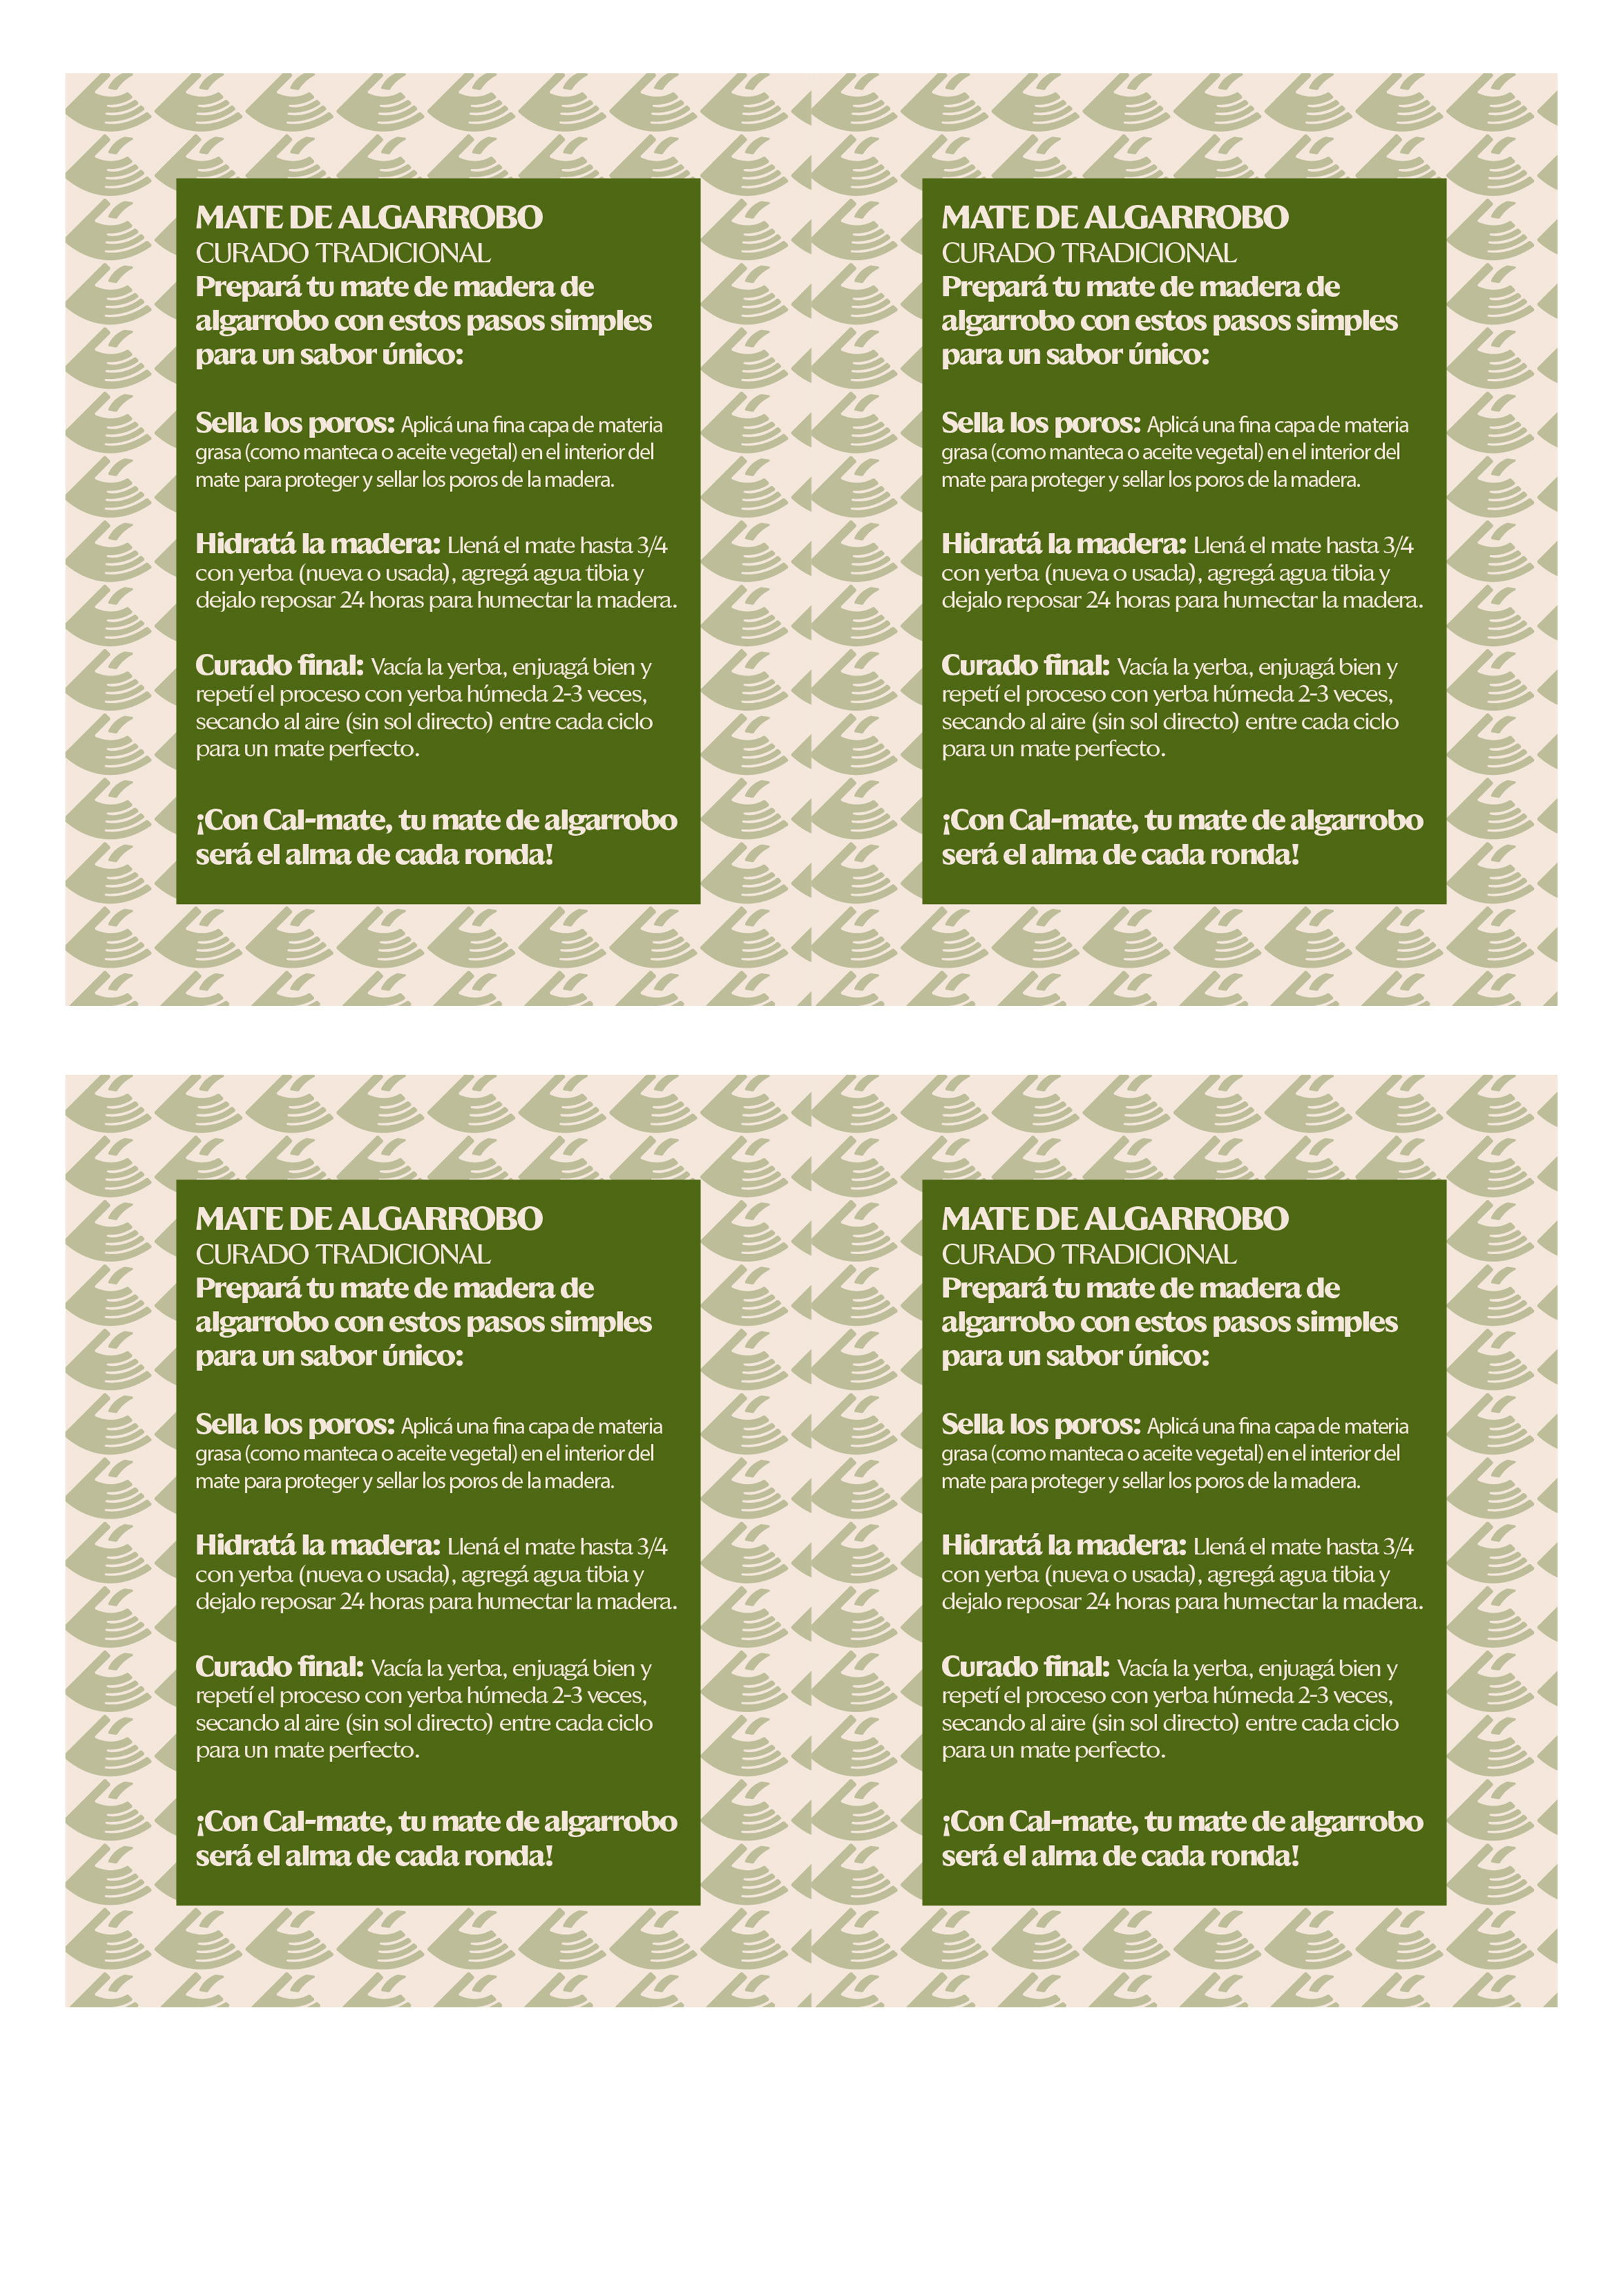 MATE DE ALGARROBO
CURADO TRADICIONAL
Prepará tu mate de madera de
algarrobo con estos pasos simples
para un sabor único:
Sella los poros: Aplicá una fina capa de materia
grasa (como manteca o aceite vegetal) en el interior del
mate para proteger y sellar los poros de la madera.
Hidratá la madera: Llená el mate hasta 3/4
con yerba (nueva o usada), agregá agua tibia y
dejalo reposar 24 horas para humectar la madera.
Curado final: Vacía la yerba, enjuagá bien y
repetí el proceso con yerba húmeda 2-3 veces,
secando al aire (sin sol directo) entre cada ciclo
para un mate perfecto.
¡Con Cal-mate, tu mate de algarrobo
será el alma de cada ronda!
MATE DE ALGARROBO
CURADO TRADICIONAL
Prepará tu mate de madera de
algarrobo con estos pasos simples
para un sabor único:
Sella los poros: Aplicá una fina capa de materia
grasa (como manteca o aceite vegetal) en el interior del
mate para proteger y sellar los poros de la madera.
Hidratá la madera: Llená el mate hasta 3/4
con yerba (nueva o usada), agregá agua tibia y
dejalo reposar 24 horas para humectar la madera.
Curado final: Vacía la yerba, enjuagá bien y
repetí el proceso con yerba húmeda 2-3 veces,
secando al aire (sin sol directo) entre cada ciclo
para un mate perfecto.
¡Con Cal-mate, tu mate de algarrobo
será el alma de cada ronda!
MATE DE ALGARROBO
CURADO TRADICIONAL
Prepará tu mate de madera de
algarrobo con estos pasos simples
para un sabor único:
Sella los poros: Aplicá una fina capa de materia
grasa (como manteca o aceite vegetal) en el interior del
mate para proteger y sellar los poros de la madera.
Hidratá la madera: Llená el mate hasta 3/4
con yerba (nueva o usada), agregá agua tibia y
dejalo reposar 24 horas para humectar la madera.
Curado final: Vacía la yerba, enjuagá bien y
repetí el proceso con yerba húmeda 2-3 veces,
secando al aire (sin sol directo) entre cada ciclo
para un mate perfecto.
¡Con Cal-mate, tu mate de algarrobo
será el alma de cada ronda!
MATE DE ALGARROBO
CURADO TRADICIONAL
Prepará tu mate de madera de
algarrobo con estos pasos simples
para un sabor único:
Sella los poros: Aplicá una fina capa de materia
grasa (como manteca o aceite vegetal) en el interior del
mate para proteger y sellar los poros de la madera.
Hidratá la madera: Llená el mate hasta 3/4
con yerba (nueva o usada), agregá agua tibia y
dejalo reposar 24 horas para humectar la madera.
Curado final: Vacía la yerba, enjuagá bien y
repetí el proceso con yerba húmeda 2-3 veces,
secando al aire (sin sol directo) entre cada ciclo
para un mate perfecto.
¡Con Cal-mate, tu mate de algarrobo
será el alma de cada ronda!